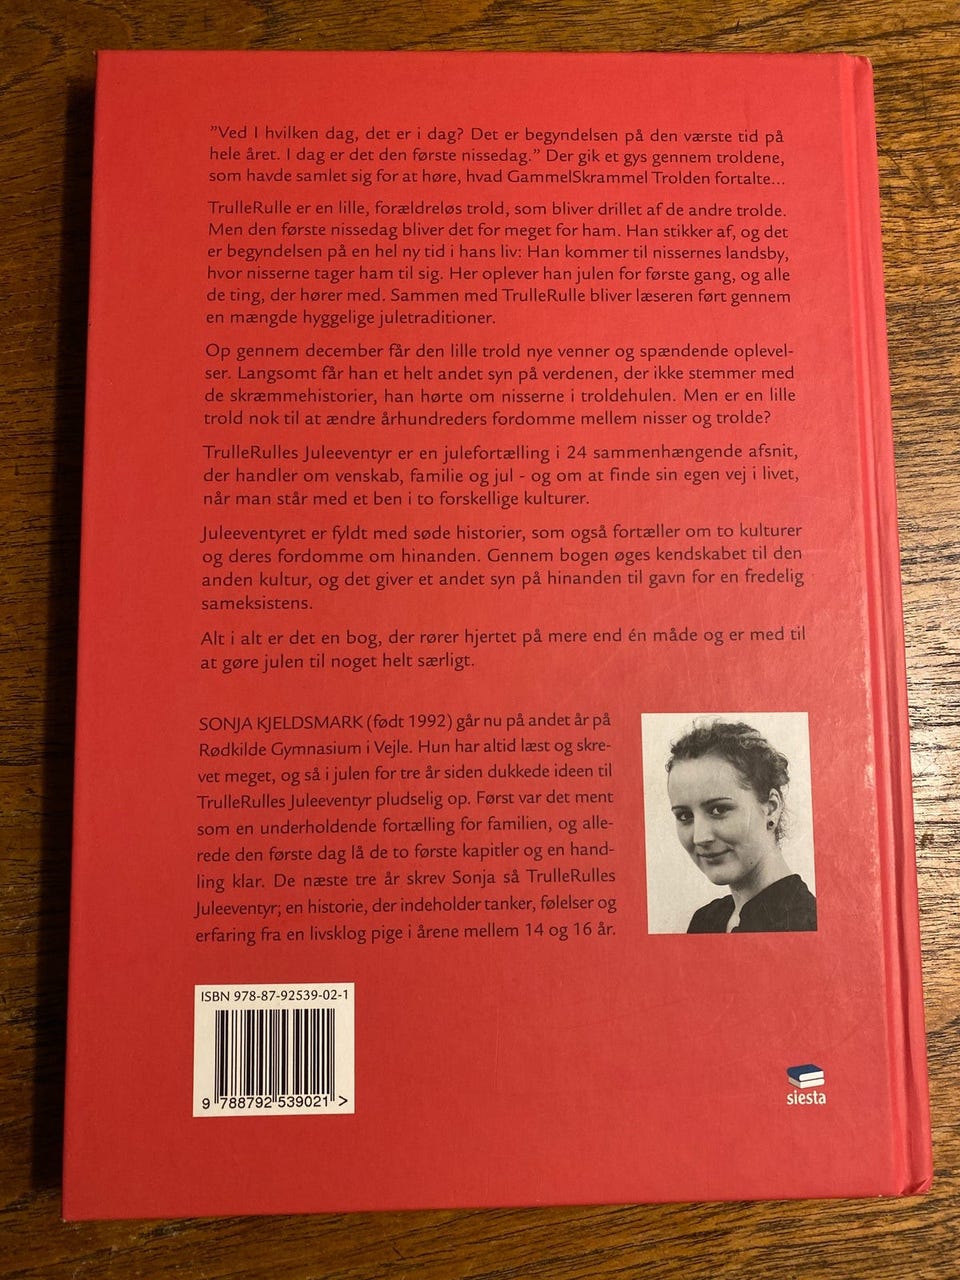 "Ved I hvilken dag, det er i dag? Det er begyndelsen på den værste tid på
hele året. I dag er det den første nissedag." Der gik et gys gennem troldene,
som havde samlet sig for at høre, hvad GammelSkrammel Trolden fortalte...
TrulleRulle er en lille, forældreløs trold, som bliver drillet af de andre trolde.
Men den første nissedag bliver det for meget for ham. Han stikker af, og det
er begyndelsen på en hel ny tid i hans liv: Han kommer til nissernes landsby,
hvor nisserne tager ham til sig. Her oplever han julen for første gang, og alle
de ting, der hører med. Sammen med TrulleRulle bliver læseren ført gennem
en mængde hyggelige juletraditioner.
Op gennem december får den lille trold nye venner og spændende oplevel-
ser. Langsomt får han et helt andet syn på verdenen, der ikke stemmer med
de skræmmehistorier, han hørte om nisserne i troldehulen. Men er en lille
trold nok til at ændre århundreders fordomme mellem nisser og trolde?
TrulleRulles Juleeventyr er en julefortælling i 24 sammenhængende afsnit,
der handler om venskab, familie og jul - og om at finde sin egen vej i livet,
når man står med et ben i to forskellige kulturer.
Juleeventyret er fyldt med søde historier, som også fortæller om to kulturer
og deres fordomme om hinanden. Gennem bogen øges kendskabet til den
anden kultur, og det giver et andet syn på hinanden til gavn for en fredelig
sameksistens.
Alt i alt er det en bog, der rører hjertet på mere end én måde og er med til
at gøre julen til noget helt særligt.
SONJA KJELDSMARK (født 1992) går nu på andet år på
Rødkilde Gymnasium i Vejle. Hun har altid læst og skre-
vet meget, og så i julen for tre år siden dukkede ideen til
TrulleRulles Juleeventyr pludselig op. Først var det ment
som en underholdende fortælling for familien, og alle-
rede den første dag lå de to første kapitler og en hand-
ling klar. De næste tre år skrev Sonja så TrulleRulles
Juleeventyr; en historie, der indeholder tanker, følelser og
erfaring fra en livsklog pige i årene mellem 14 og 16 år.
ISBN 978-87-92539-02-1
9 788792 539021 >
siesta